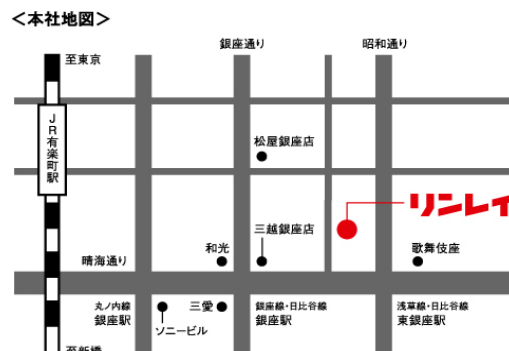 ＜本社地図＞
銀座通り
昭和通り
至東京
JR有楽町駅
松屋銀座店
リンレイ
三越銀座店
和光
歌舞伎座
晴海通り
丸ノ内線
銀座駅
三愛
銀座線・日比谷線
銀座駅
浅草線・日比谷線
東銀座駅
ソニービル
至新橋